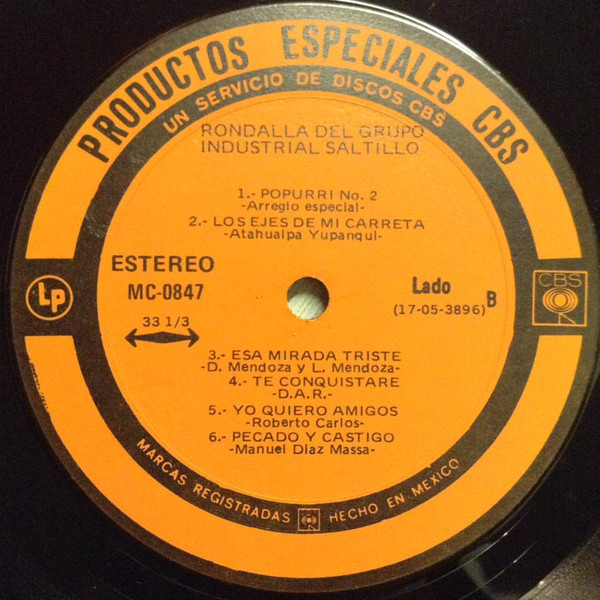 PRODUCTOS ESPECIALES CBS
UN SERVICIO DE DISCOS CBS
RONDALLA DEL GRUPO
INDUSTRIAL SALTILLO
1.- POPURRI No. 2
-Arreglo especial-
2.- LOS EJES DE MI CARRETA
-Atahualpa Yupanqui-
ESTEREO
MC-0847
33 1/3
Lado B
(17-05-3896)
LP
CBS
3.- ESA MIRADA TRISTE
-D. Mendoza y L. Mendoza-
4.- TE CONQUISTARE
-D.A.R.-
5.- YO QUIERO AMIGOS
-Roberto Carlos-
6.- PECADO Y CASTIGO
-Manuel Diaz Massa-
MARCAS REGISTRADAS HECHO EN MEXICO